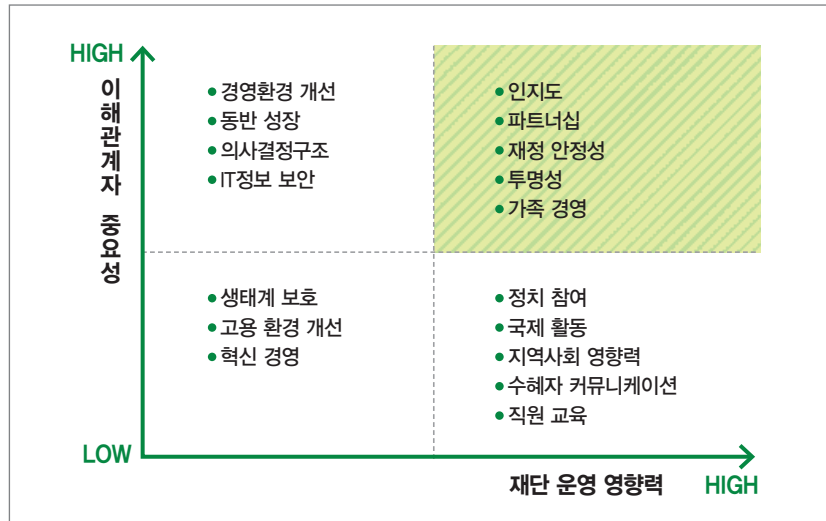 HIGH
이해관계자 중요성
• 경영환경 개선
• 동반 성장
• 의사결정구조
• IT정보 보안
• 인지도
• 파트너십
• 재정 안정성
• 투명성
• 가족 경영
• 생태계 보호
• 고용 환경 개선
• 혁신 경영
• 정치 참여
• 국제 활동
• 지역사회 영향력
• 수혜자 커뮤니케이션
• 직원 교육
LOW
재단 운영 영향력 HIGH